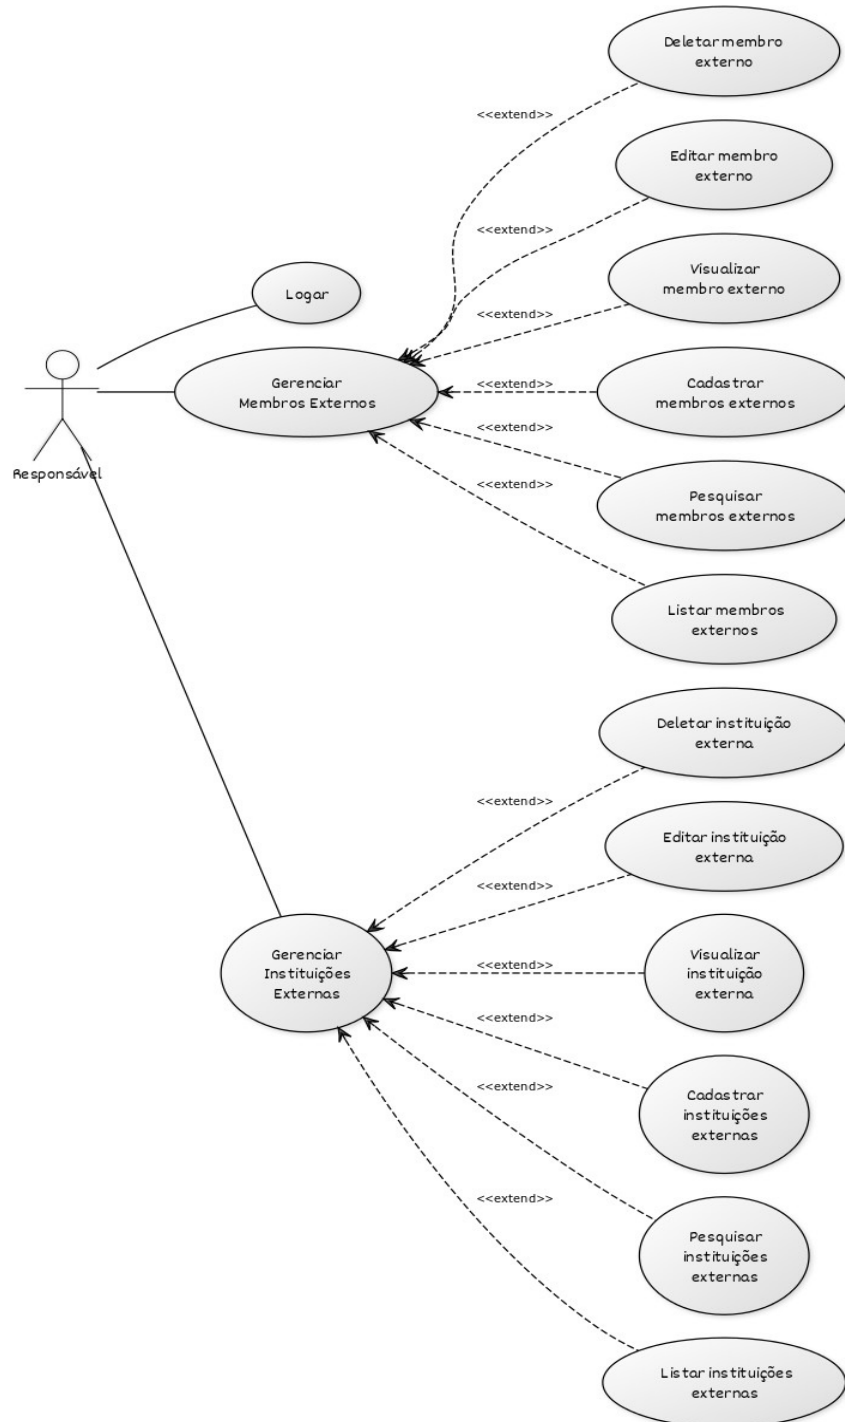 Deletar membro
externo
<<extend>>
Editar membro
externo
<<extend>>
Visualizar
membro externo
Logar
<<extend>>
Gerenciar
Membros Externos
<<extend>>
Cadastrar
membros externos
<<extend>>
Responsável
Pesquisar
membros externos
<<extend>>
Listar membros
externos
Deletar instituição
externa
<<extend>>
Editar instituição
externa
<<extend>>
Gerenciar
Instituições
Externas
<<extend>>
Visualizar
instituição
externa
<<extend>>
Cadastrar
instituições
externas
<<extend>>
Pesquisar
instituições
externas
<<extend>>
Listar instituições
externas